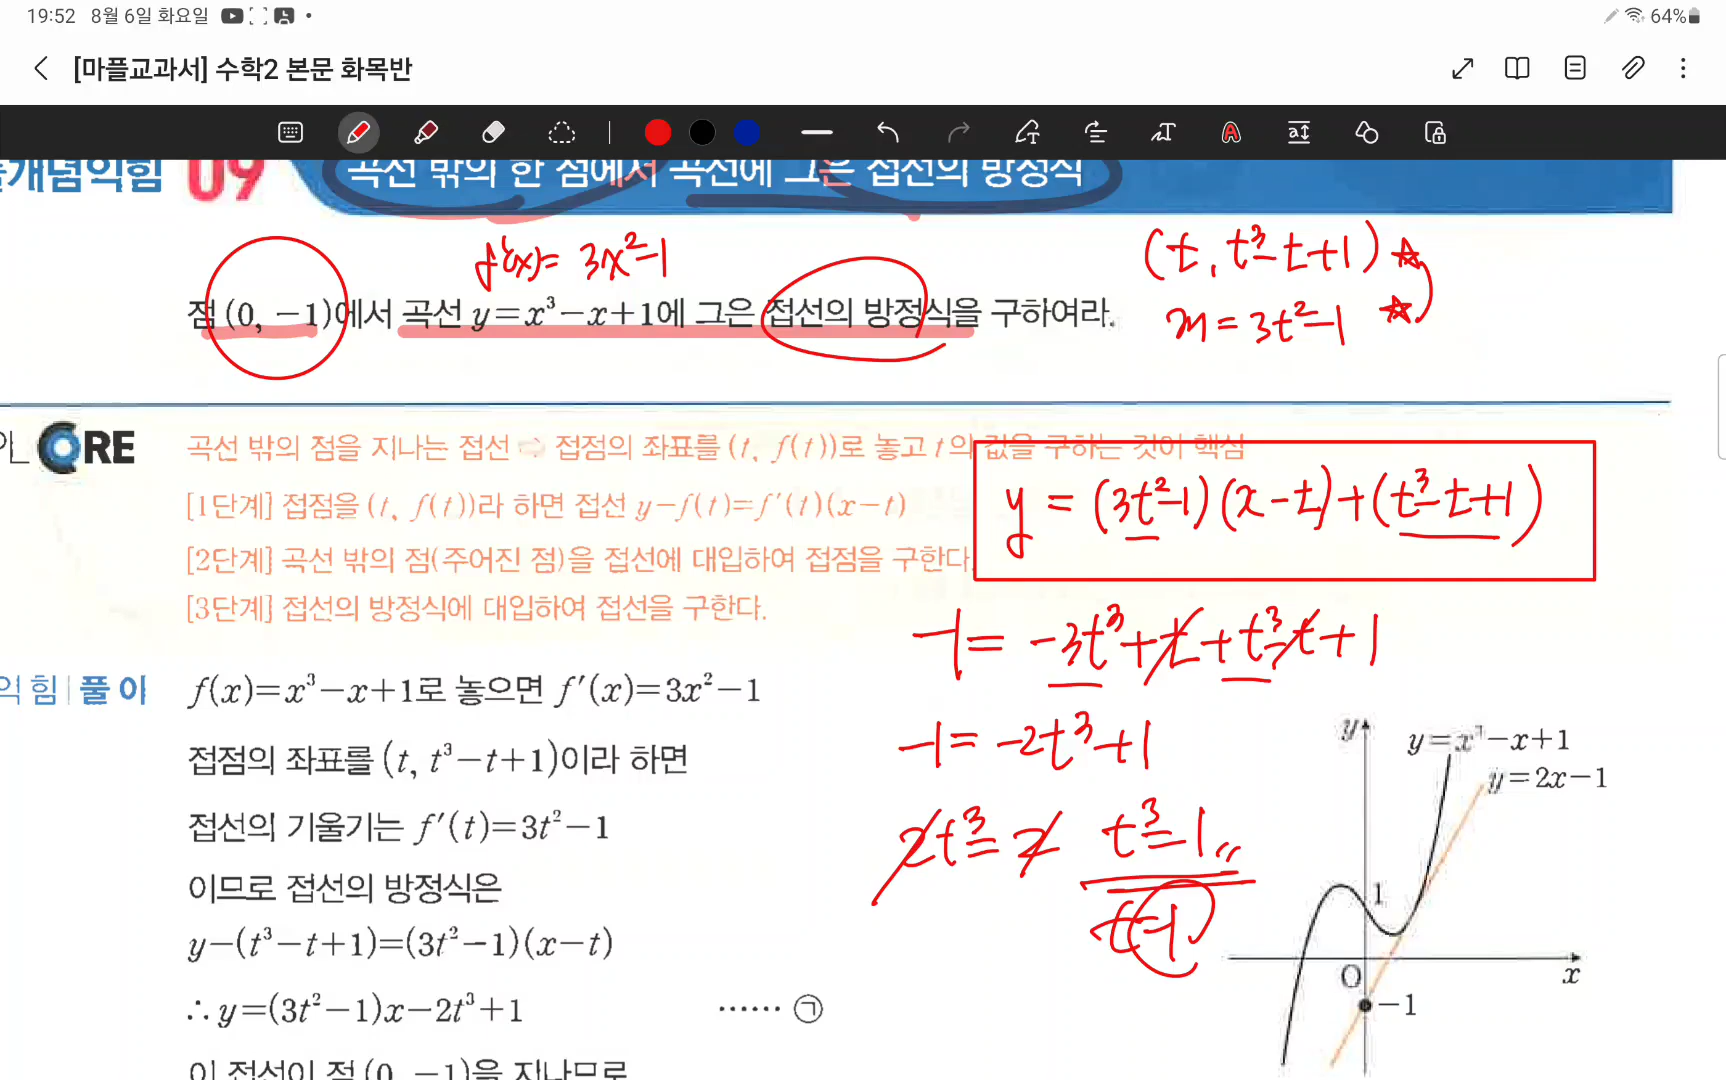 19:52 8월 6일 화요일
64%
[마플교과서] 수학2 본문 화목반
개념익힘 09 곡선 밖의 한 점에서 곡선에 그은 접선의 방정식
f'(x)= 3x²-1
(t, t³-t+1)
m=3t²-1
점 (0, -1)에서 곡선 y=x³-x+1에 그은 접선의 방정식을 구하여라.
CORE
곡선 밖의 점을 지나는 접선 ⇨ 접점의 좌표를 (t, f(t))로 놓고 t의 값을 구하는 것이 핵심
[1단계] 접점을 (t, f(t))라 하면 접선 y-f(t)=f'(t)(x-t)
[2단계] 곡선 밖의 점(주어진 점)을 접선에 대입하여 접점을 구한다.
[3단계] 접선의 방정식에 대입하여 접선을 구한다.
y = (3t²-1)(x-t)+(t³-t+1)
-1= -3t³+t+t³-t+1
-1= -2t³+1
2t³=2 t³=1
t=1
익힘 | 풀이 f(x)=x³-x+1로 놓으면 f'(x)=3x²-1
접점의 좌표를 (t, t³-t+1)이라 하면
접선의 기울기는 f'(t)=3t²-1
이므로 접선의 방정식은
y-(t³-t+1)=(3t²-1)(x-t)
∴ y=(3t²-1)x-2t³+1 …… ㉠
이 접선이 점 (0, -1)을 지나므로
y
y=x³-x+1
y=2x-1
1
O
x
-1